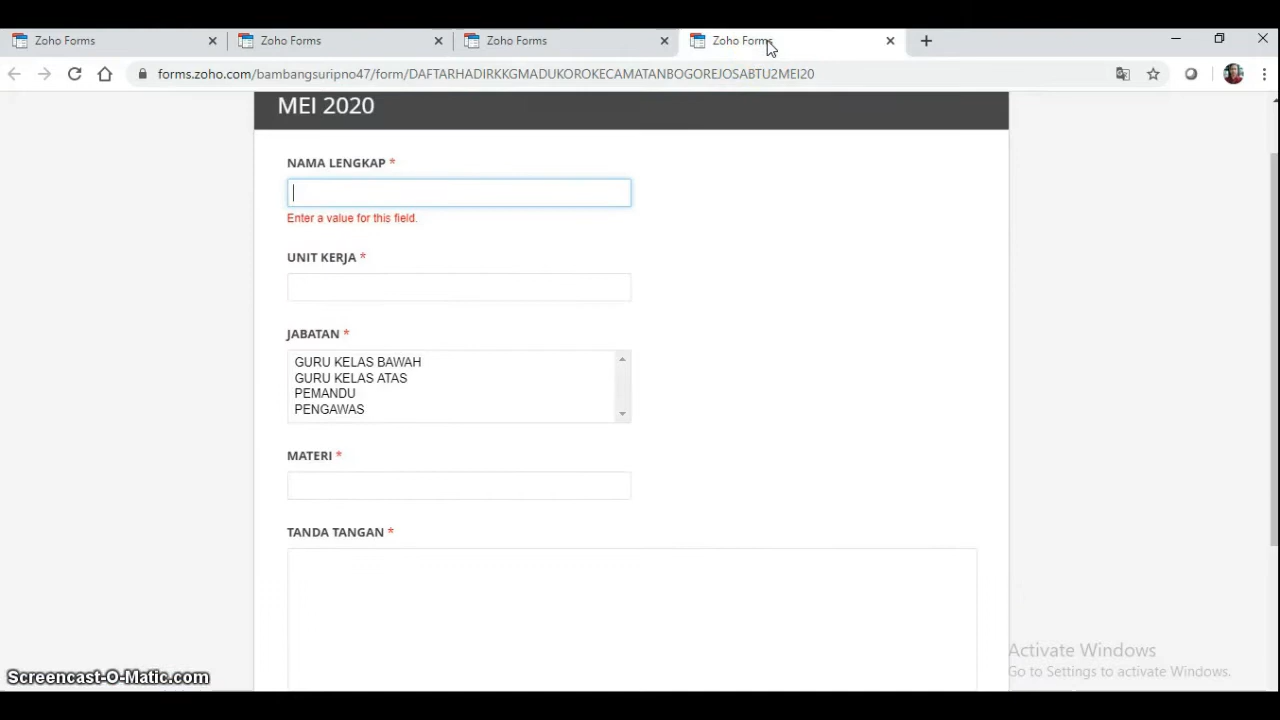 Zoho Forms
Zoho Forms
Zoho Forms
Zoho Forms
forms.zoho.com/bambangsuripno47/form/DAFTARHADIRKKGMADUKOROKECAMATANBOGOREJOSABTU2MEI20
MEI 2020
NAMA LENGKAP *
Enter a value for this field.
UNIT KERJA *
JABATAN *
GURU KELAS BAWAH
GURU KELAS ATAS
PEMANDU
PENGAWAS
MATERI *
TANDA TANGAN *
Activate Windows
Go to Settings to activate Windows.
Screencast-O-Matic.com